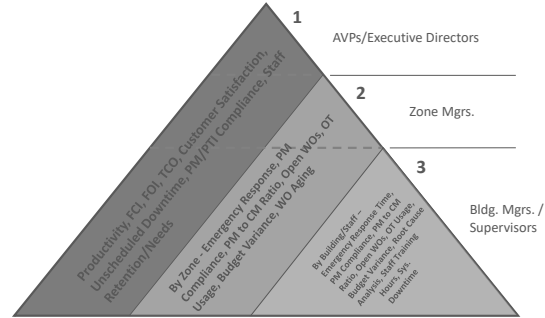 1
AVPs/Executive Directors
Productivity, FCI, FOI, TCO, Customer Satisfaction,
Unscheduled Downtime, PM/PTI Compliance, Staff
Retention/Needs
2
Zone Mgrs.
By Zone - Emergency Response, PM
Compliance, PM to CM Ratio, Open WOs, OT
Usage, Budget Variance, WO Aging
3
Bldg. Mgrs. /
Supervisors
By Building/Staff –
Emergency Response Time,
PM Compliance, PM to CM
Ratio, Open WOs, OT Usage,
Budget Variance, Root Cause
Analysis, Staff Training
Hours, Sys.
Downtime